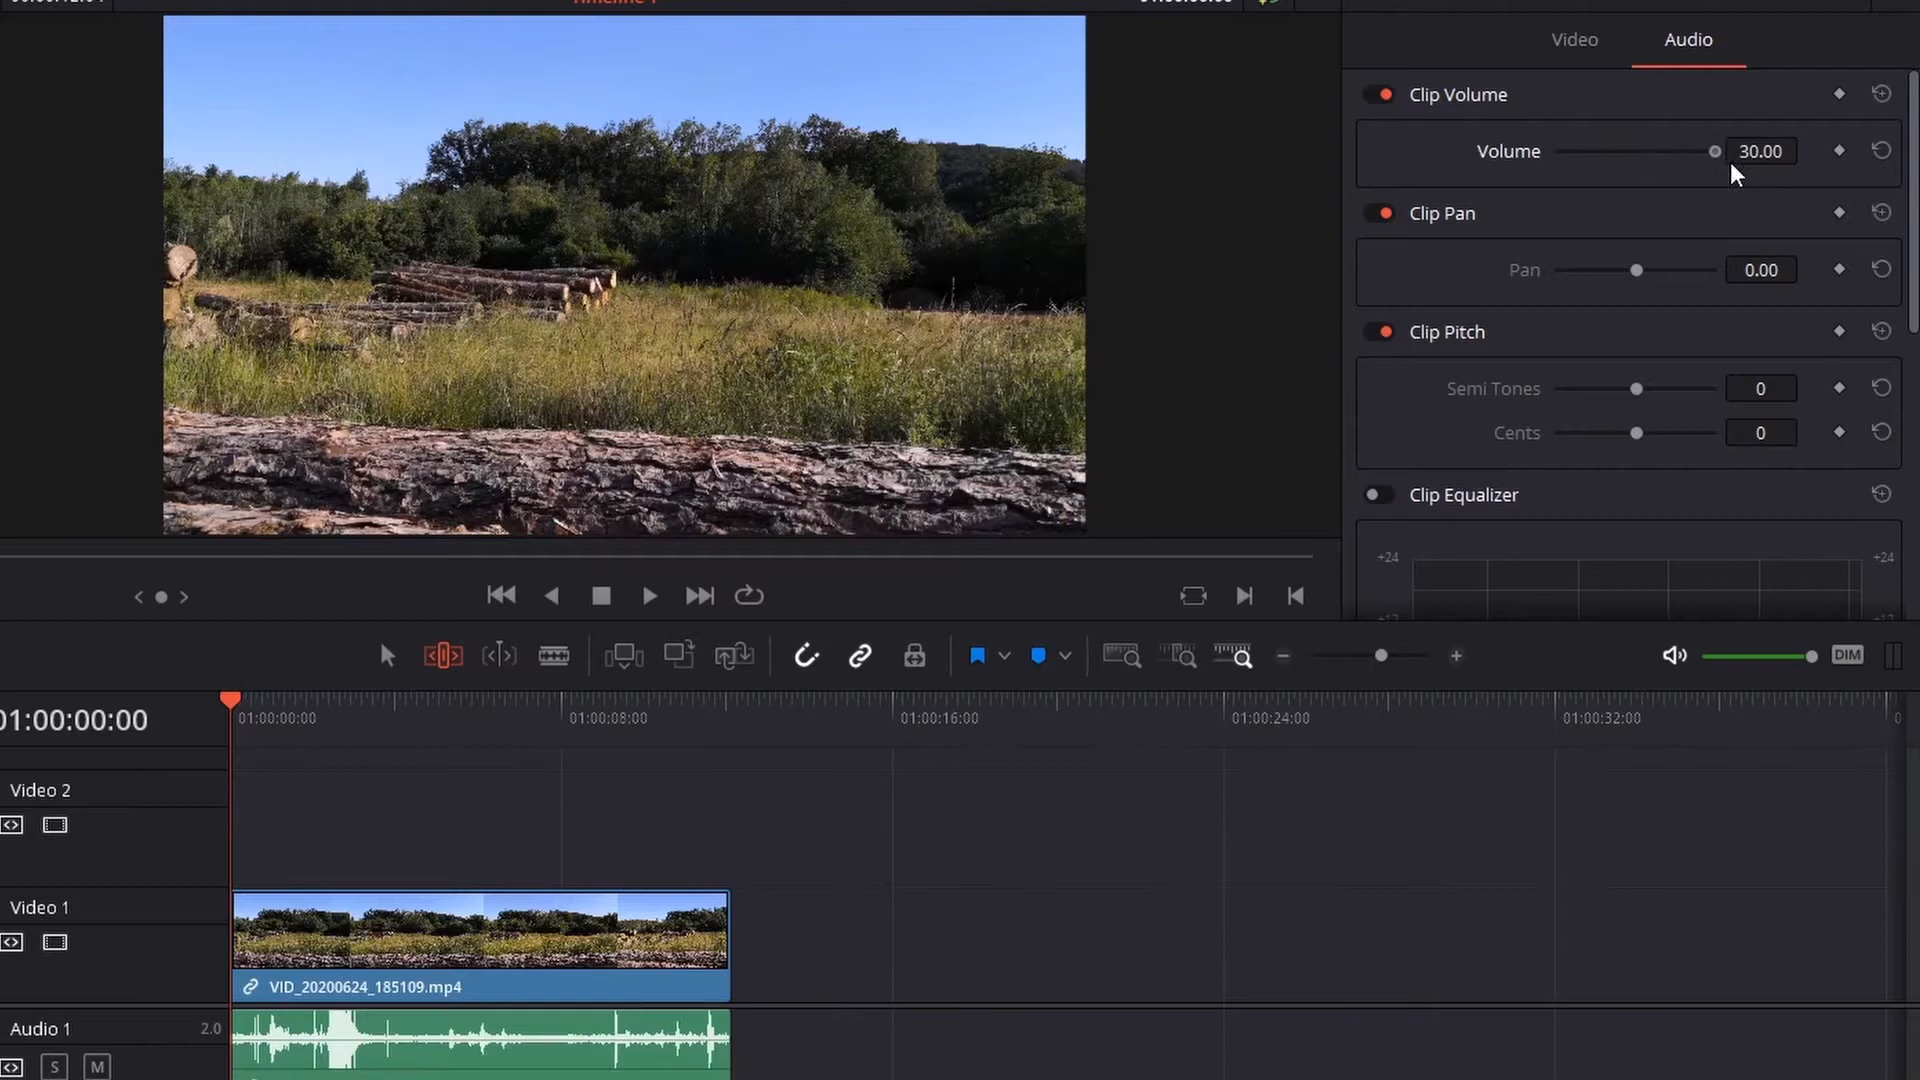 Timeline 1
Video
Audio
Clip Volume
Volume
30.00
Clip Pan
Pan
0.00
Clip Pitch
Semi Tones
0
Cents
0
Clip Equalizer
+24
+24
DIM
01:00:00:00
01:00:00:00
01:00:08:00
01:00:16:00
01:00:24:00
01:00:32:00
Video 2
Video 1
VID_20200624_185109.mp4
Audio 1
2.0
S
M